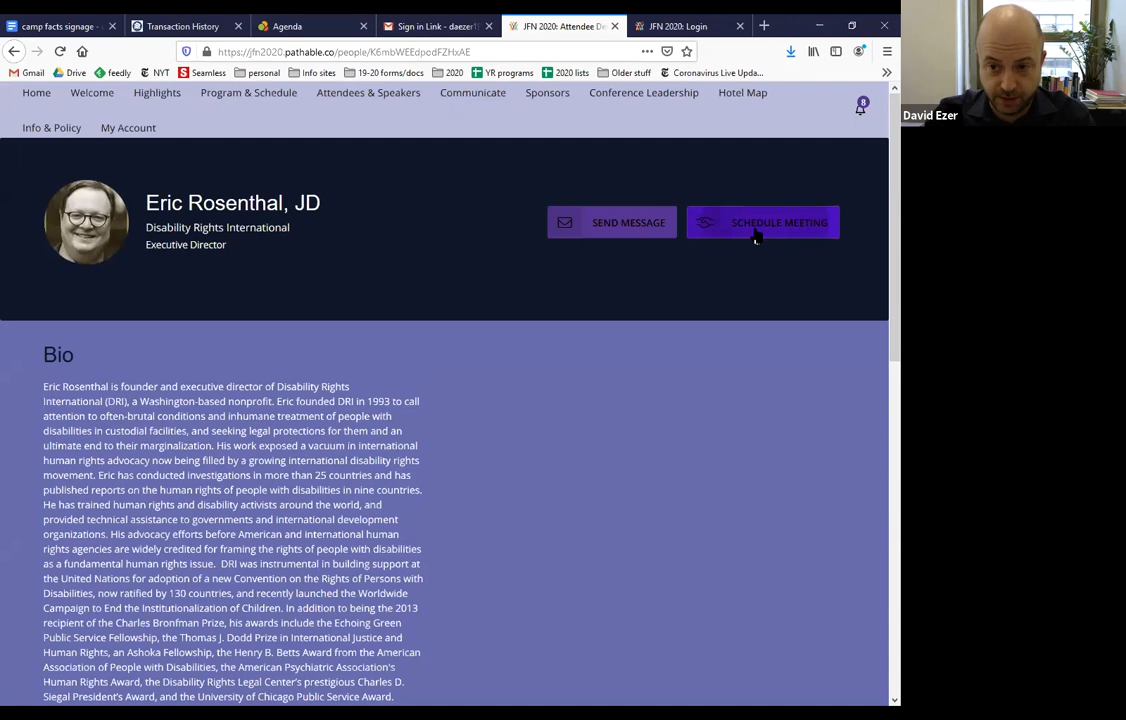 camp facts signage -
Transaction History
Agenda
Sign in Link - daezer1
JFN 2020: Attendee De
JFN 2020: Login
https://jfn2020.pathable.co/people/K6mbWEEdpodFZHxAE
Gmail
Drive
feedly
NYT
Seamless
personal
Info sites
19-20 forms/docs
2020
YR programs
2020 lists
Older stuff
Coronavirus Live Upda...
David Ezer
Home
Welcome
Highlights
Program & Schedule
Attendees & Speakers
Communicate
Sponsors
Conference Leadership
Hotel Map
8
Info & Policy
My Account
Eric Rosenthal, JD
Disability Rights International
Executive Director
SEND MESSAGE
SCHEDULE MEETING
Bio
Eric Rosenthal is founder and executive director of Disability Rights
International (DRI), a Washington-based nonprofit. Eric founded DRI in 1993 to call
attention to often-brutal conditions and inhumane treatment of people with
disabilities in custodial facilities, and seeking legal protections for them and an
ultimate end to their marginalization. His work exposed a vacuum in international
human rights advocacy now being filled by a growing international disability rights
movement. Eric has conducted investigations in more than 25 countries and has
published reports on the human rights of people with disabilities in nine countries.
He has trained human rights and disability activists around the world, and
provided technical assistance to governments and international development
organizations. His advocacy efforts before American and international human
rights agencies are widely credited for framing the rights of people with disabilities
as a fundamental human rights issue.  DRI was instrumental in building support at
the United Nations for adoption of a new Convention on the Rights of Persons with
Disabilities, now ratified by 130 countries, and recently launched the Worldwide
Campaign to End the Institutionalization of Children. In addition to being the 2013
recipient of the Charles Bronfman Prize, his awards include the Echoing Green
Public Service Fellowship, the Thomas J. Dodd Prize in International Justice and
Human Rights, an Ashoka Fellowship, the Henry B. Betts Award from the American
Association of People with Disabilities, the American Psychiatric Association's
Human Rights Award, the Disability Rights Legal Center's prestigious Charles D.
Siegal President's Award, and the University of Chicago Public Service Award.